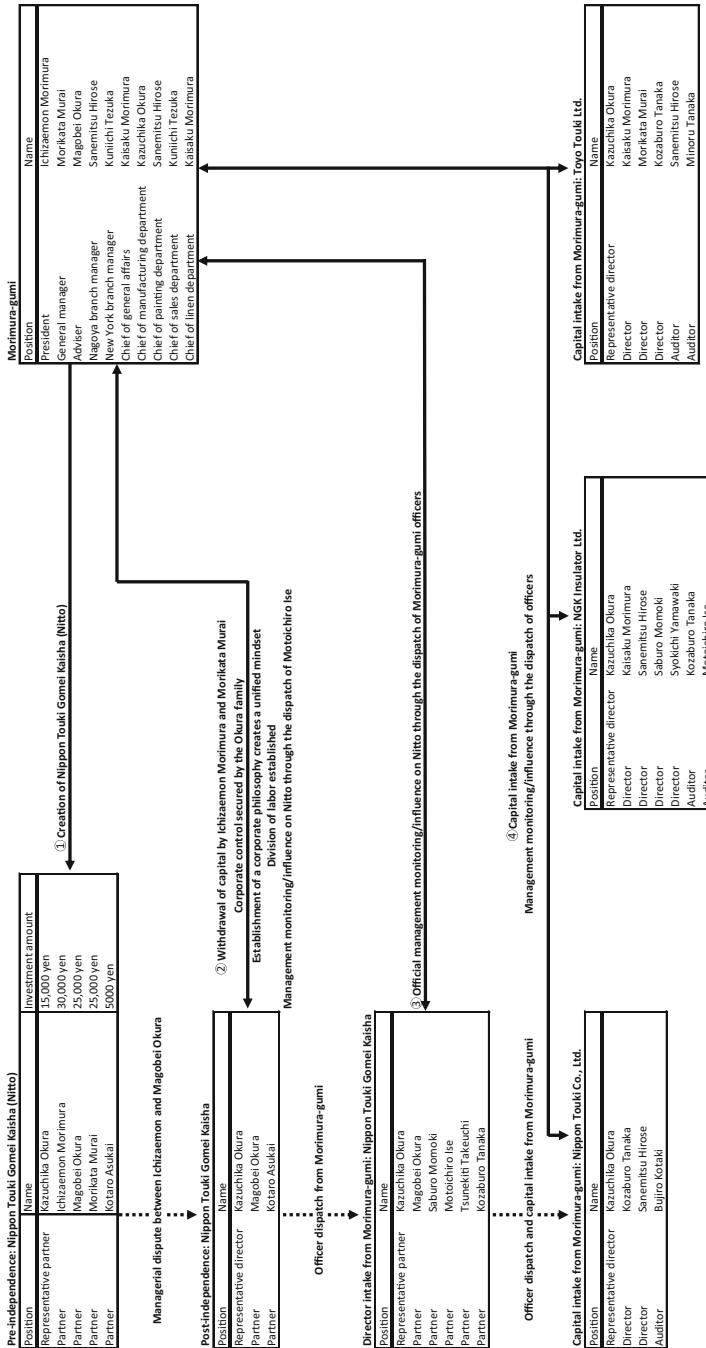 Pre-independence: Nippon Touki Gomei Kaisha (Nitto)
Position Name Investment amount
Representative partner Kazuchika Okura 15,000 yen
Partner Ichizaemon Morimura 30,000 yen
Partner Magobei Okura 25,000 yen
Partner Morikata Murai 25,000 yen
Partner Kotaro Asukai 5000 yen
① Creation of Nippon Touki Gomei Kaisha (Nitto)
Morimura-gumi
Position Name
President Ichizaemon Morimura
General manager Morikata Murai
Adviser Magobei Okura
Nagoya branch manager Sanemitsu Hirose
New York branch manager Kuniichi Tezuka
Chief of general affairs Kaisaku Morimura
Chief of manufacturing department Kazuchika Okura
Chief of painting department Sanemitsu Hirose
Chief of sales department Kuniichi Tezuka
Chief of linen department Kaisaku Morimura
Managerial dispute between Ichizaemon and Magobei Okura
② Withdrawal of capital by Ichizaemon Morimura and Morikata Murai
Corporate control secured by the Okura family
Establishment of a corporate philosophy creates a unified mindset
Division of labor established
Management monitoring/influence on Nitto through the dispatch of Motoichiro Ise
Post-independence: Nippon Touki Gomei Kaisha
Position Name
Representative director Kazuchika Okura
Partner Magobei Okura
Partner Kotaro Asukai
Officer dispatch from Morimura-gumi
③ Official management monitoring/influence on Nitto through the dispatch of Morimura-gumi officers
Director intake from Morimura-gumi: Nippon Touki Gomei Kaisha
Position Name
Representative partner Kazuchika Okura
Partner Magobei Okura
Partner Saburo Momoki
Partner Motoichiro Ise
Partner Tsunekiti Takeuchi
Partner Kozaburo Tanaka
Officer dispatch and capital intake from Morimura-gumi
④ Capital intake from Morimura-gumi
Management monitoring/influence through the dispatch of officers
Capital intake from Morimura-gumi: Nippon Touki Co., Ltd.
Position Name
Representative director Kazuchika Okura
Director Kozaburo Tanaka
Director Sanemitsu Hirose
Auditor Bujiro Kotaki
Capital intake from Morimura-gumi: NGK Insulator Ltd.
Position Name
Representative director Kazuchika Okura
Director Kaisaku Morimura
Director Sanemitsu Hirose
Director Saburo Momoki
Director Syokichi Yamawaki
Auditor Kozaburo Tanaka
Capital intake from Morimura-gumi: Toyo Touki Ltd.
Position Name
Representative director Kazuchika Okura
Director Kaisaku Morimura
Director Morikata Murai
Director Kozaburo Tanaka
Auditor Sanemitsu Hirose
Auditor Minoru Tanaka